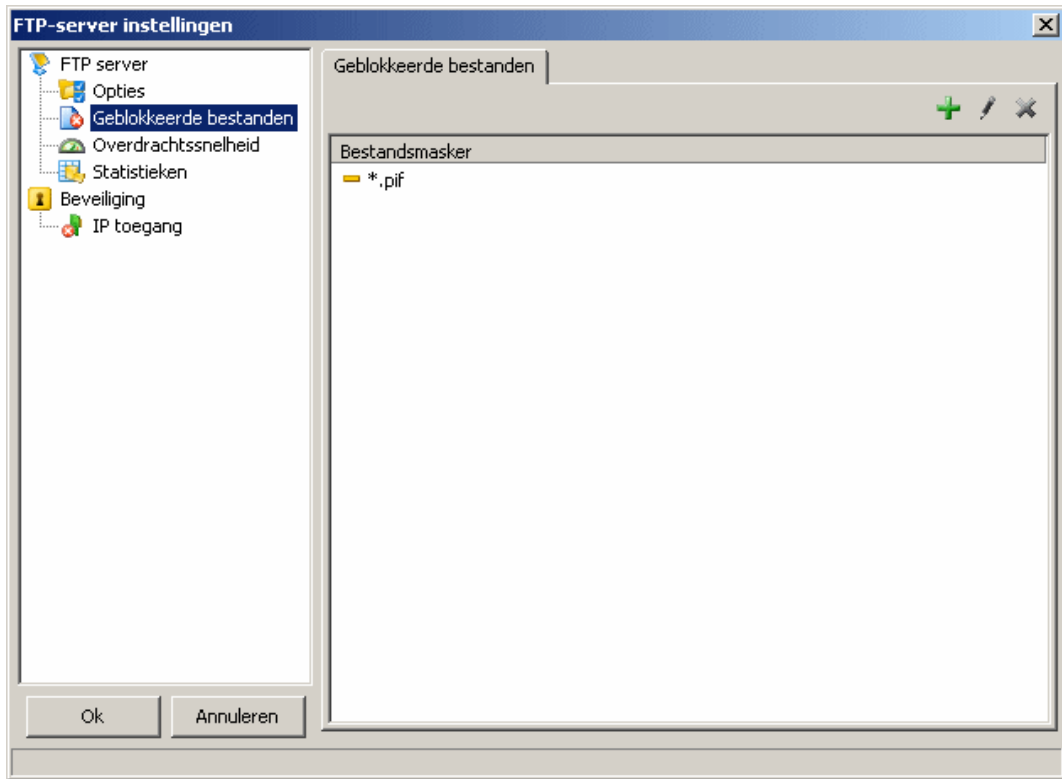 FTP-server instellingen
FTP server
Opties
Geblokkeerde bestanden
Overdrachtssnelheid
Statistieken
Beveiliging
IP toegang
Ok
Annuleren
Geblokkeerde bestanden
Bestandsmasker
*.pif